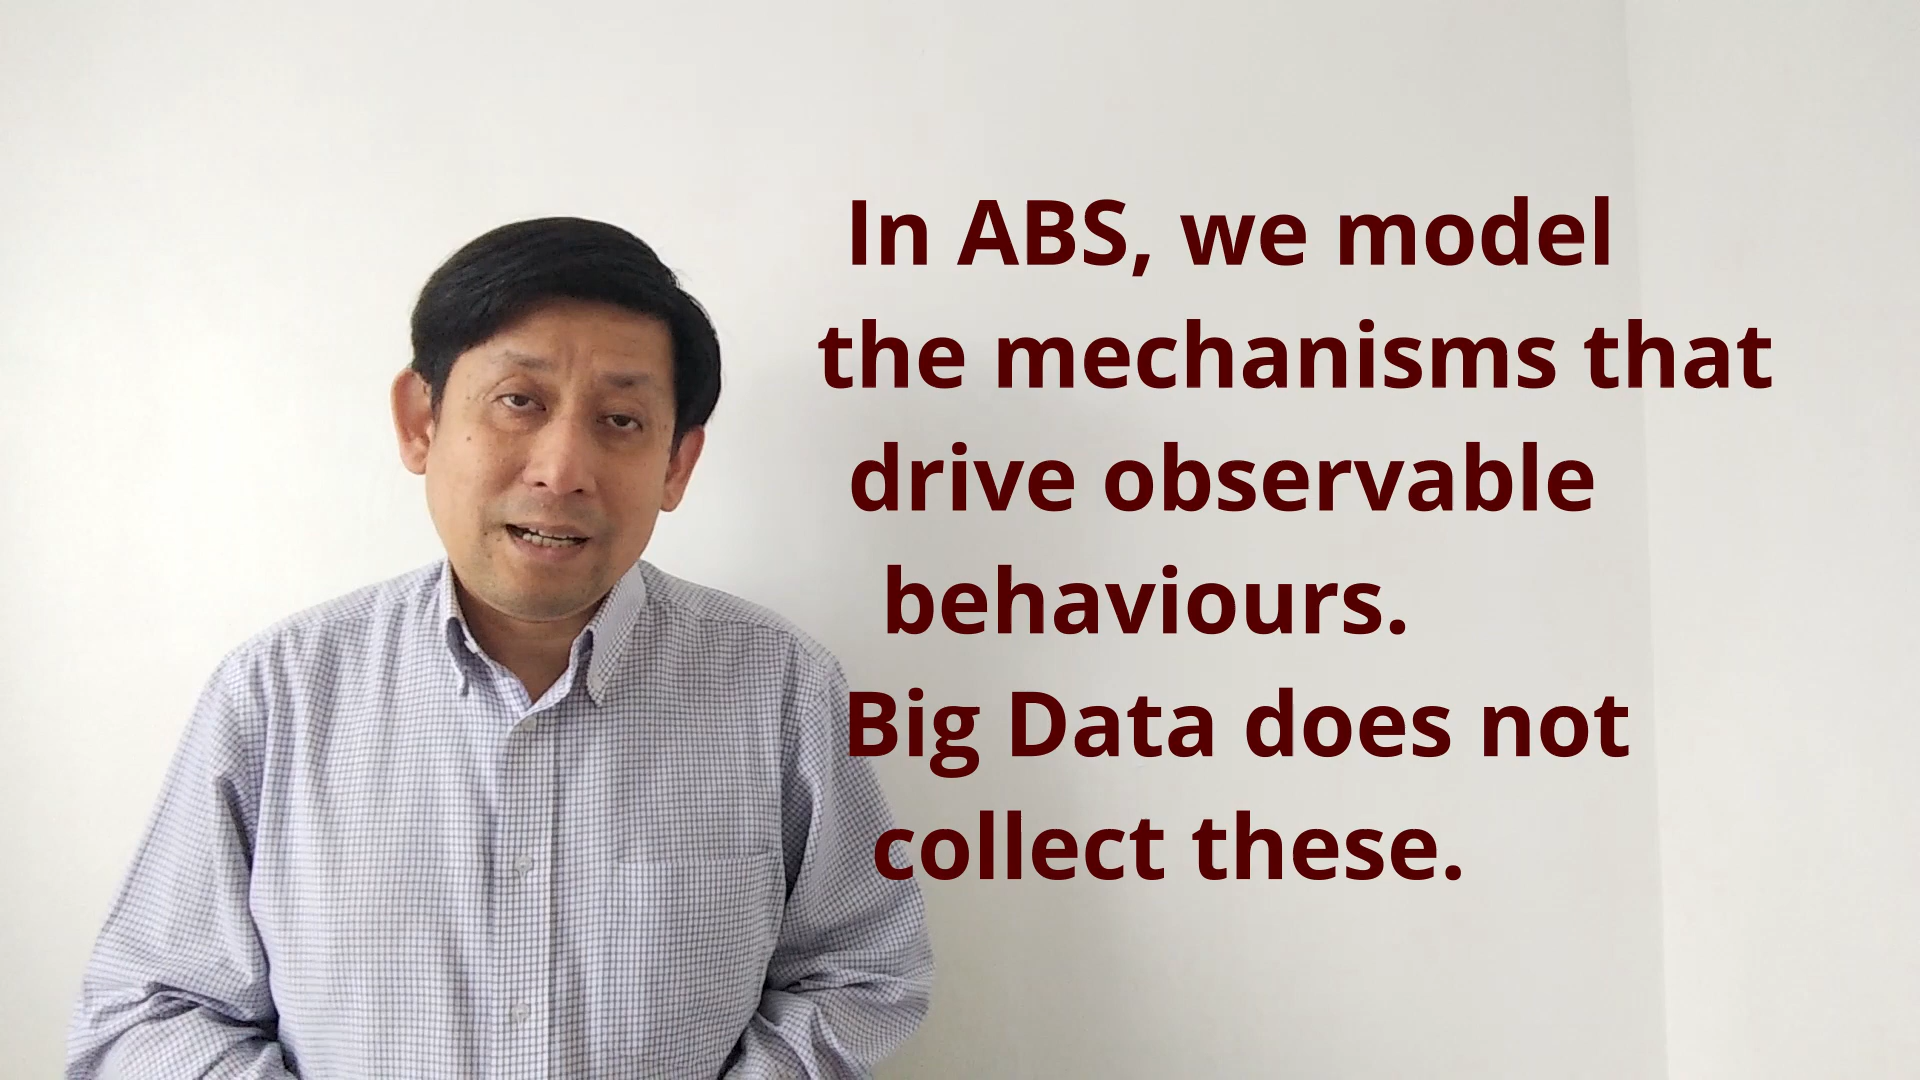 In ABS, we model
the mechanisms that
drive observable
behaviours.
Big Data does not
collect these.